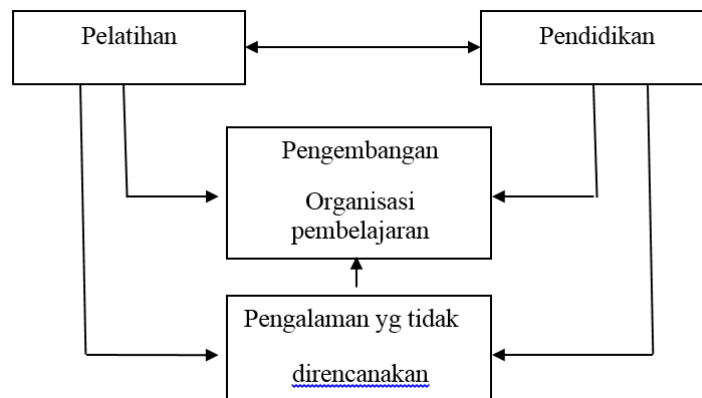 Pelatihan
Pendidikan
Pengembangan
Organisasi
pembelajaran
Pengalaman yg tidak
direncanakan